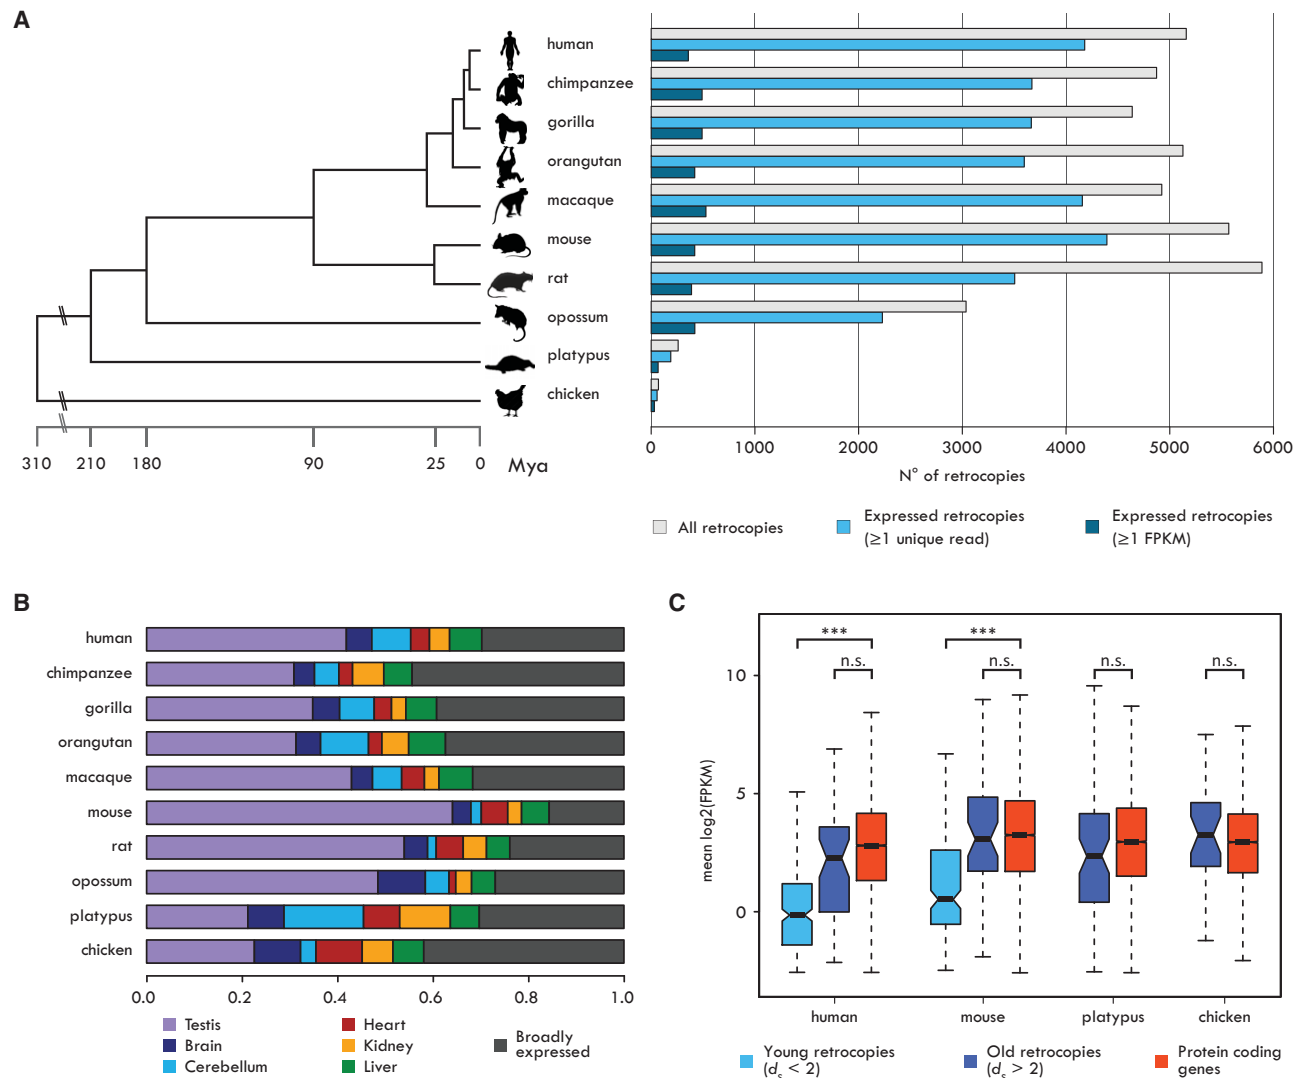 A
human
chimpanzee
gorilla
orangutan
macaque
mouse
rat
opossum
platypus
chicken
310 210 180 90 25 0 Mya
0 1000 2000 3000 4000 5000 6000
N° of retrocopies
All retrocopies
Expressed retrocopies
(≥1 unique read)
Expressed retrocopies
(≥1 FPKM)
B
human
chimpanzee
gorilla
orangutan
macaque
mouse
rat
opossum
platypus
chicken
0.0 0.2 0.4 0.6 0.8 1.0
Testis
Brain
Cerebellum
Heart
Kidney
Liver
Broadly
expressed
C
*** ***
n.s. n.s. n.s. n.s.
10
5
0
mean log2(FPKM)
human mouse platypus chicken
Young retrocopies
(ds < 2)
Old retrocopies
(ds > 2)
Protein coding
genes